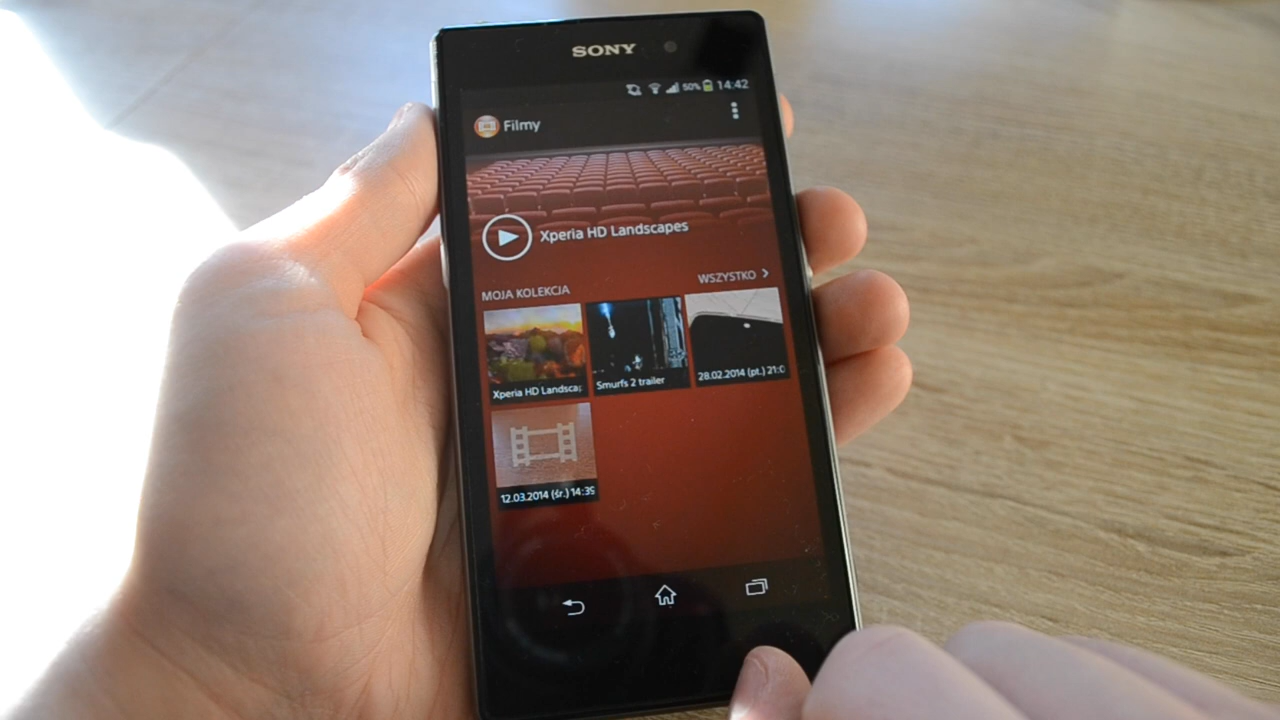 SONY
50% 14:42
Filmy
Xperia HD Landscapes
WSZYSTKO >
MOJA KOLEKCJA
Xperia HD Landscap
Smurfs 2 trailer
28.02.2014 (pt.) 21:0
12.03.2014 (śr.) 14:39